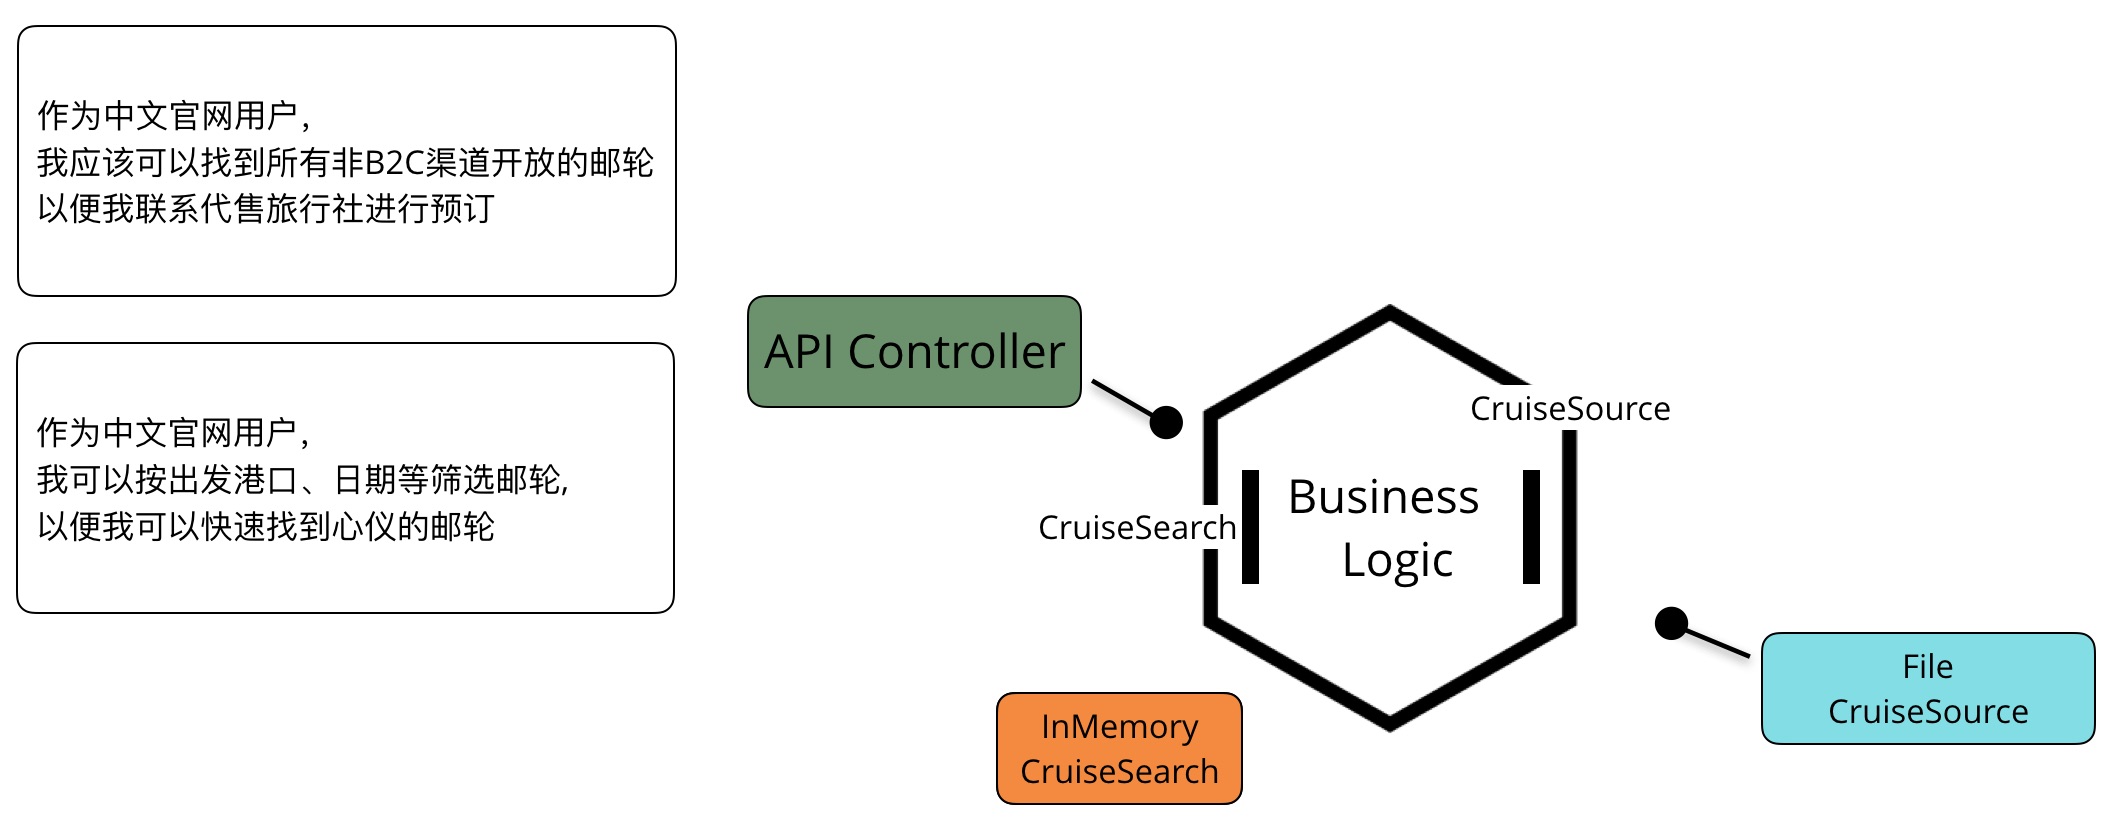 作为中文官网用户，
我应该可以找到所有非B2C渠道开放的邮轮
以便我联系代售旅行社进行预订
作为中文官网用户，
我可以按出发港口、日期等筛选邮轮,
以便我可以快速找到心仪的邮轮
API Controller
CruiseSource
Business
Logic
CruiseSearch
InMemory
CruiseSearch
File
CruiseSource